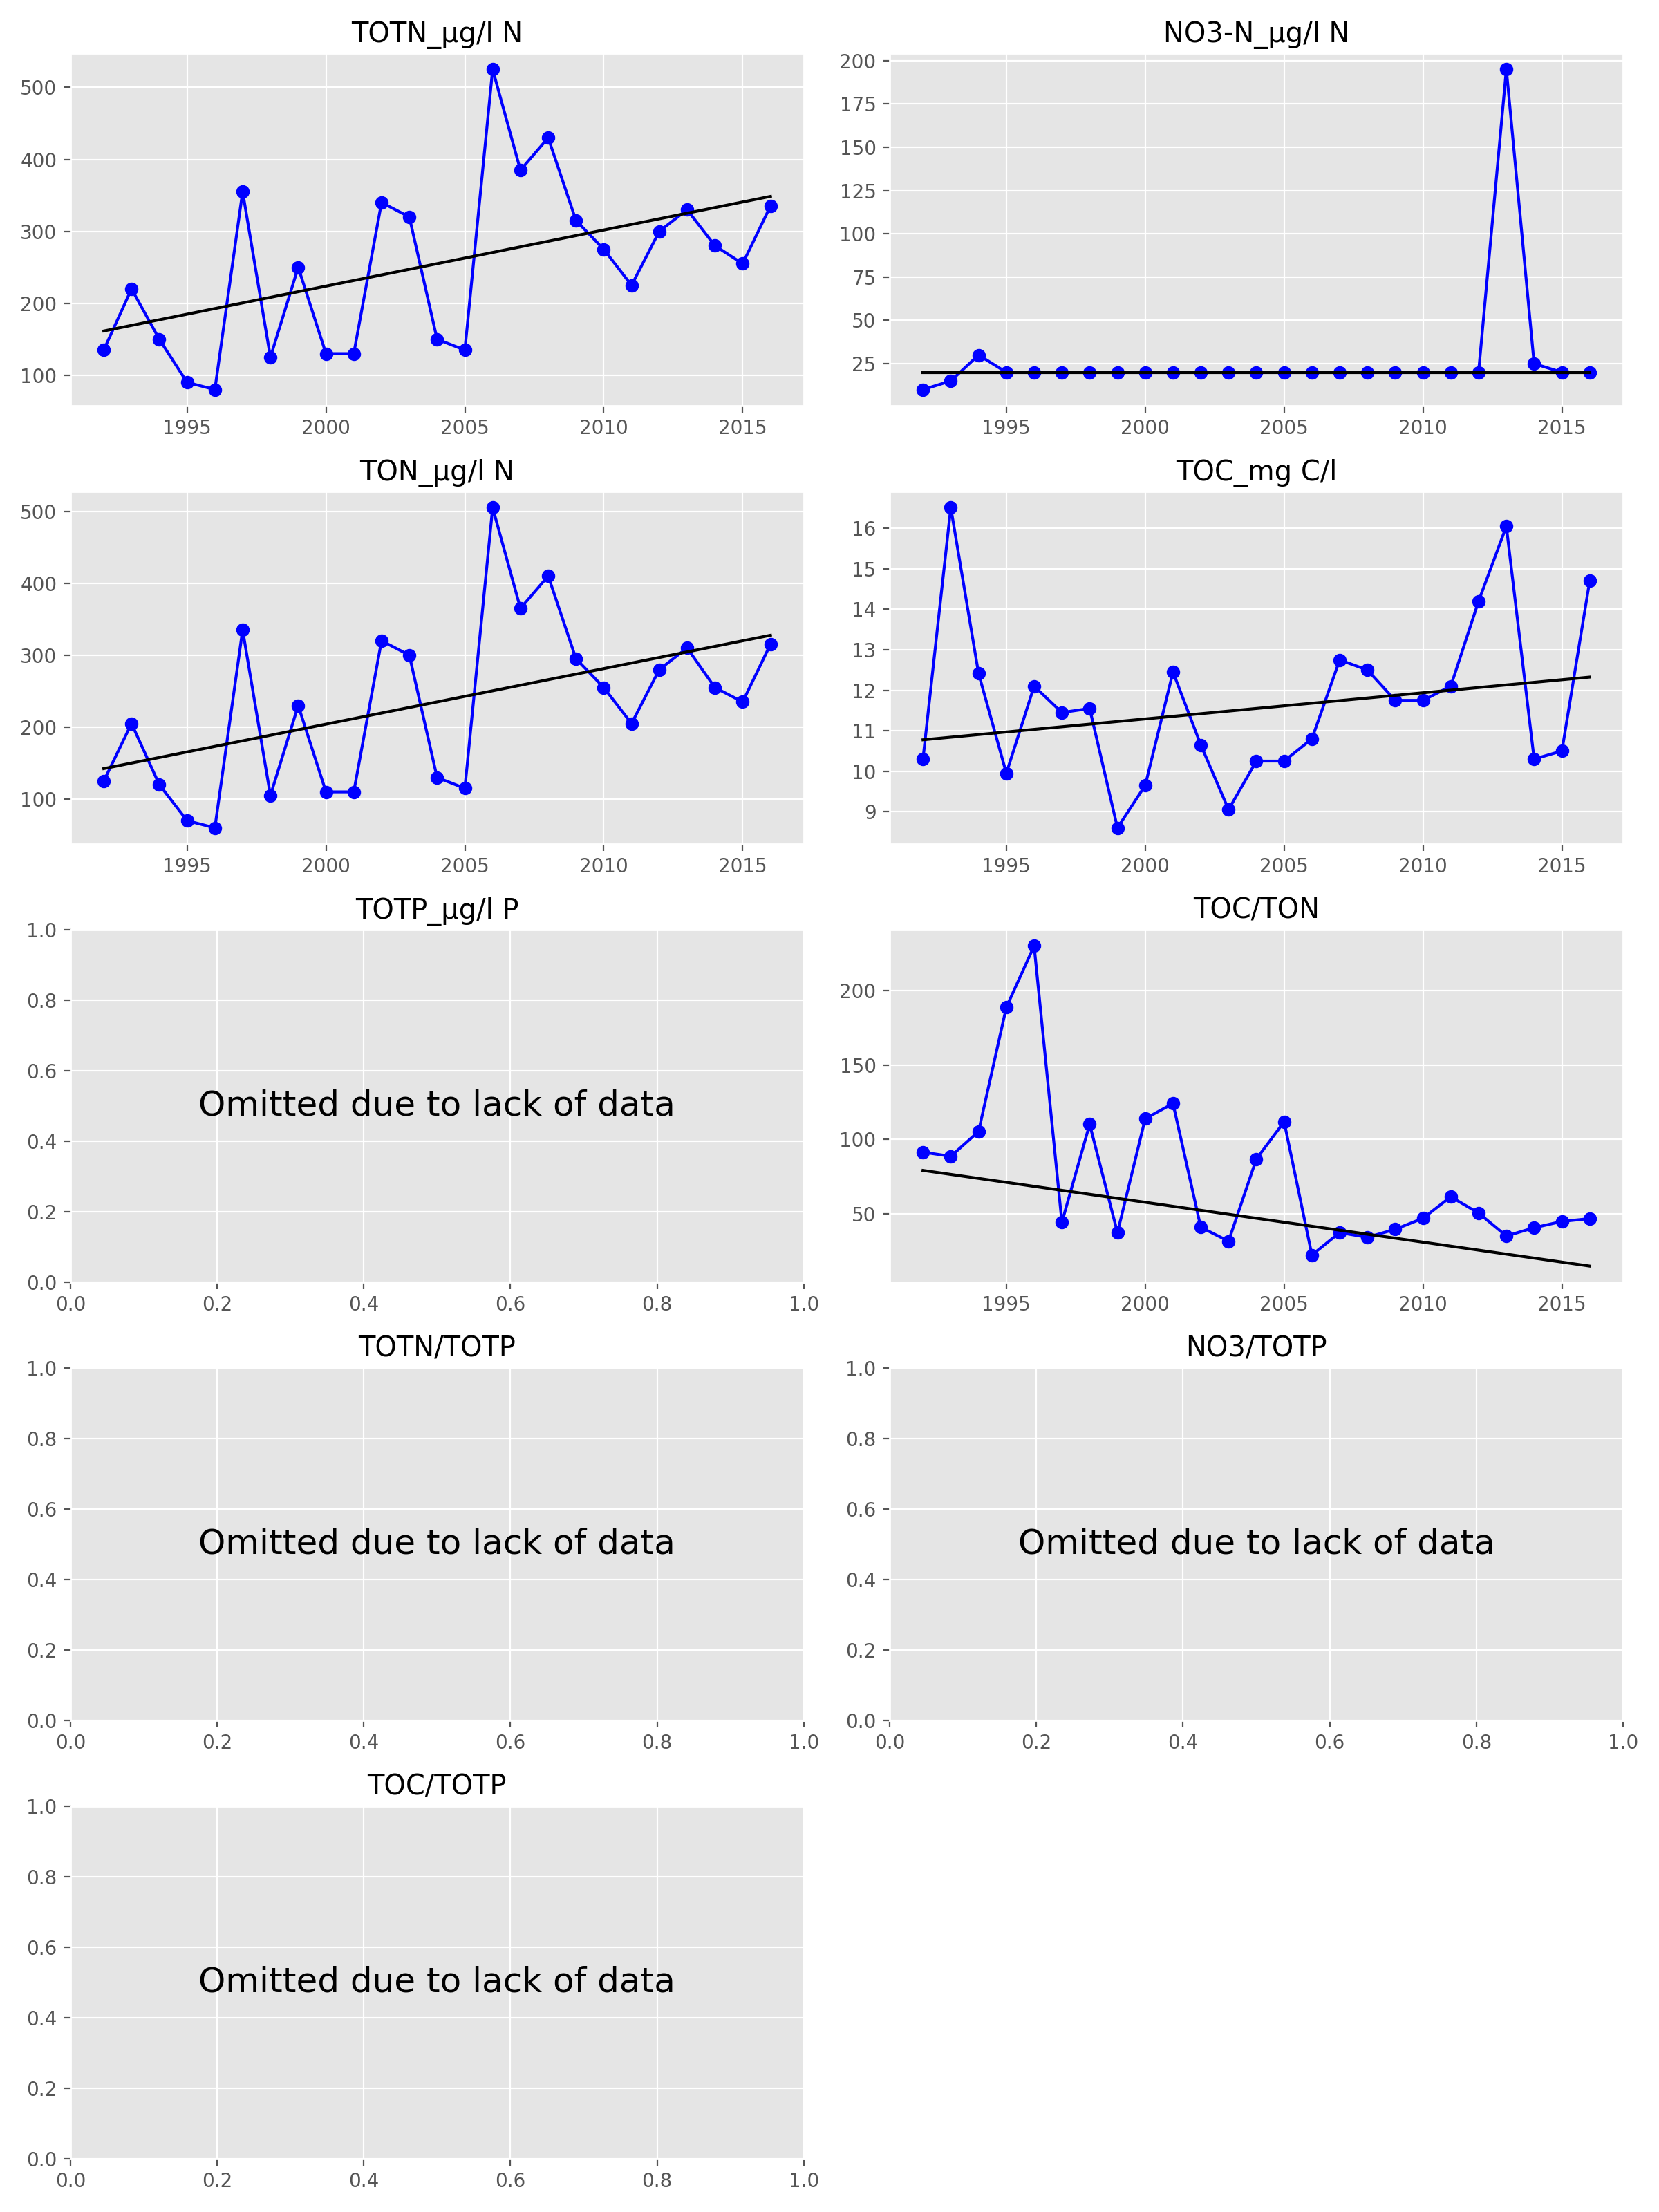 TOTN_µg/l N
500
400
300
200
100
1995 2000 2005 2010 2015
NO3-N_µg/l N
200
175
150
125
100
75
50
25
1995 2000 2005 2010 2015
TON_µg/l N
500
400
300
200
100
1995 2000 2005 2010 2015
TOC_mg C/l
16
15
14
13
12
11
10
9
1995 2000 2005 2010 2015
TOTP_µg/l P
1.0
0.8
0.6
Omitted due to lack of data
0.4
0.2
0.0
0.0 0.2 0.4 0.6 0.8 1.0
TOC/TON
200
150
100
50
1995 2000 2005 2010 2015
TOTN/TOTP
1.0
0.8
0.6
Omitted due to lack of data
0.4
0.2
0.0
0.0 0.2 0.4 0.6 0.8 1.0
NO3/TOTP
1.0
0.8
0.6
Omitted due to lack of data
0.4
0.2
0.0
0.0 0.2 0.4 0.6 0.8 1.0
TOC/TOTP
1.0
0.8
0.6
Omitted due to lack of data
0.4
0.2
0.0
0.0 0.2 0.4 0.6 0.8 1.0